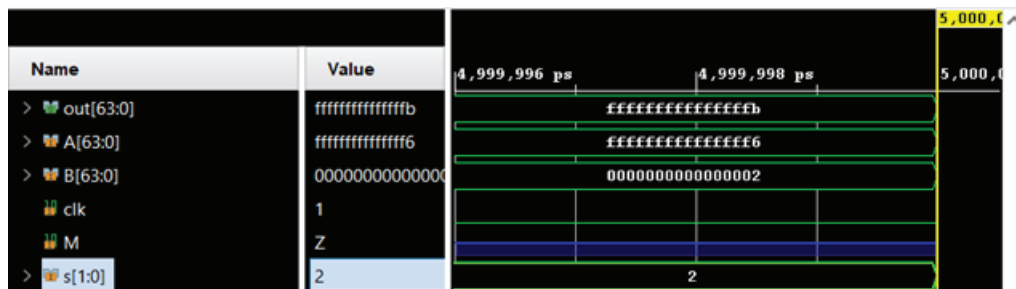 5,000,0
Name Value 4,999,996 ps 4,999,998 ps 5,000,0
out[63:0] fffffffffffffffb fffffffffffffffb
A[63:0] fffffffffffffff6 fffffffffffffff6
B[63:0] 00000000000000 0000000000000002
clk 1
M Z
s[1:0] 2 2